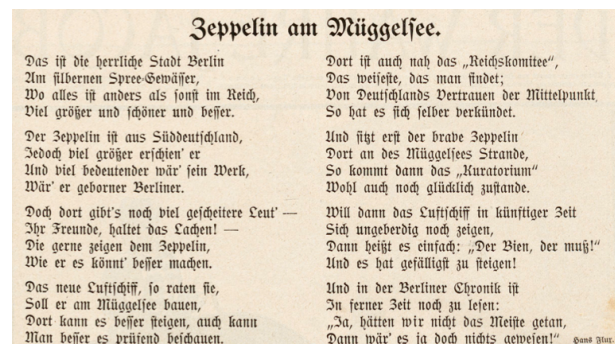 Zeppelin am Müggelsee.
Das ist die herrliche Stadt Berlin
Am silbernen Spree-Gewässer,
Wo alles ist anders als sonst im Reich,
Viel größer und schöner und besser.
Der Zeppelin ist aus Süddeutschland,
Jedoch viel größer erschien' er
Und viel bedeutender wär' sein Werk,
Wär' er geborner Berliner.
Doch dort gibt's noch viel gescheitere Leut' —
Ihr Freunde, haltet das Lachen! —
Die gerne zeigen dem Zeppelin,
Wie er es könnt' besser machen.
Das neue Luftschiff, so raten sie,
Soll er am Müggelsee bauen,
Dort kann es besser steigen, auch kann
Man besser es prüfend beschauen.
Dort ist auch nah das „Reichskomitee“,
Das weiseste, das man findet;
Von Deutschlands Vertrauen der Mittelpunkt,
So hat es sich selber verkündet.
Und sitzt erst der brave Zeppelin
Dort an des Müggelsees Strande,
So kommt dann das „Kuratorium“
Wohl auch noch glücklich zustande.
Will dann das Luftschiff in künftiger Zeit
Sich ungeberdig noch zeigen,
Dann heißt es einfach: „Der Bien, der muß!“
Und es hat gefälligst zu steigen!
Und in der Berliner Chronik ist
In ferner Zeit noch zu lesen:
„Ja, hätten wir nicht das Meiste getan,
Dann wär' es ja doch nichts gewesen!“
Hans